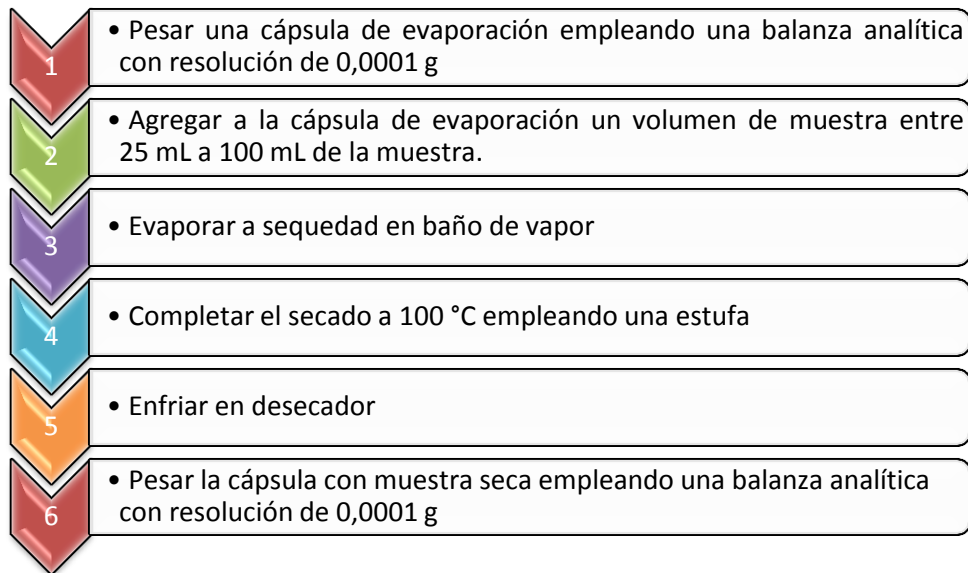 1
• Pesar una cápsula de evaporación empleando una balanza analítica
con resolución de 0,0001 g
2
• Agregar a la cápsula de evaporación un volumen de muestra entre
25 mL a 100 mL de la muestra.
3
• Evaporar a sequedad en baño de vapor
4
• Completar el secado a 100 °C empleando una estufa
5
• Enfriar en desecador
6
• Pesar la cápsula con muestra seca empleando una balanza analítica
con resolución de 0,0001 g